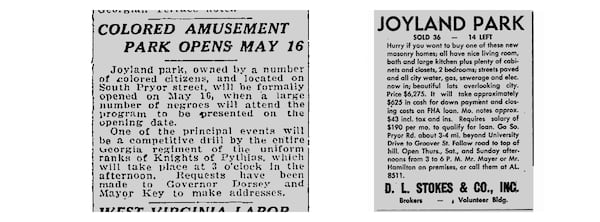 Georgian Terrace hotel
COLORED AMUSEMENT
PARK OPENS MAY 16
Joyland park, owned by a number
of colored citizens, and located on
South Pryor street, will be formally
opened on May 16, when a large
number of negroes will attend the
program to be presented on the
opening date.
One of the principal events will
be a competitive drill by the entire
Georgia regiment of the uniform
ranks of Knights of Pythias, which
will take place at 3 o'clock in the
afternoon. Requests have been
made to Governor Dorsey and
Mayor Key to make addresses.
WEST VIRGINIA LABOR
JOYLAND PARK
SOLD 36 — 14 LEFT
Hurry if you want to buy one of these new
masonry homes; all have nice living room,
bath and large kitchen plus plenty of cabi-
nets and closets, 2 bedrooms; streets paved
and all city water, gas, sewerage and elec.
now in; beautiful lots overlooking city.
Price $6,275. It will take approximately
$625 in cash for down payment and clos-
ing costs on FHA loan. Mo. notes approx.
$43 incl. tax and ins. Requires salary of
$190 per mo. to qualify for loan. Go So.
Pryor Rd. about 3-4 mi. beyond University
Drive to Groover St. Follow road to top of
hill. Open Thurs., Sat., and Sunday after-
noons from 3 to 6 P. M. Mr. Mayer or Mr.
Hamilton on premises, or call them at AL.
8511.
D. L. STOKES & CO., INC.
Brokers — Volunteer Bldg.